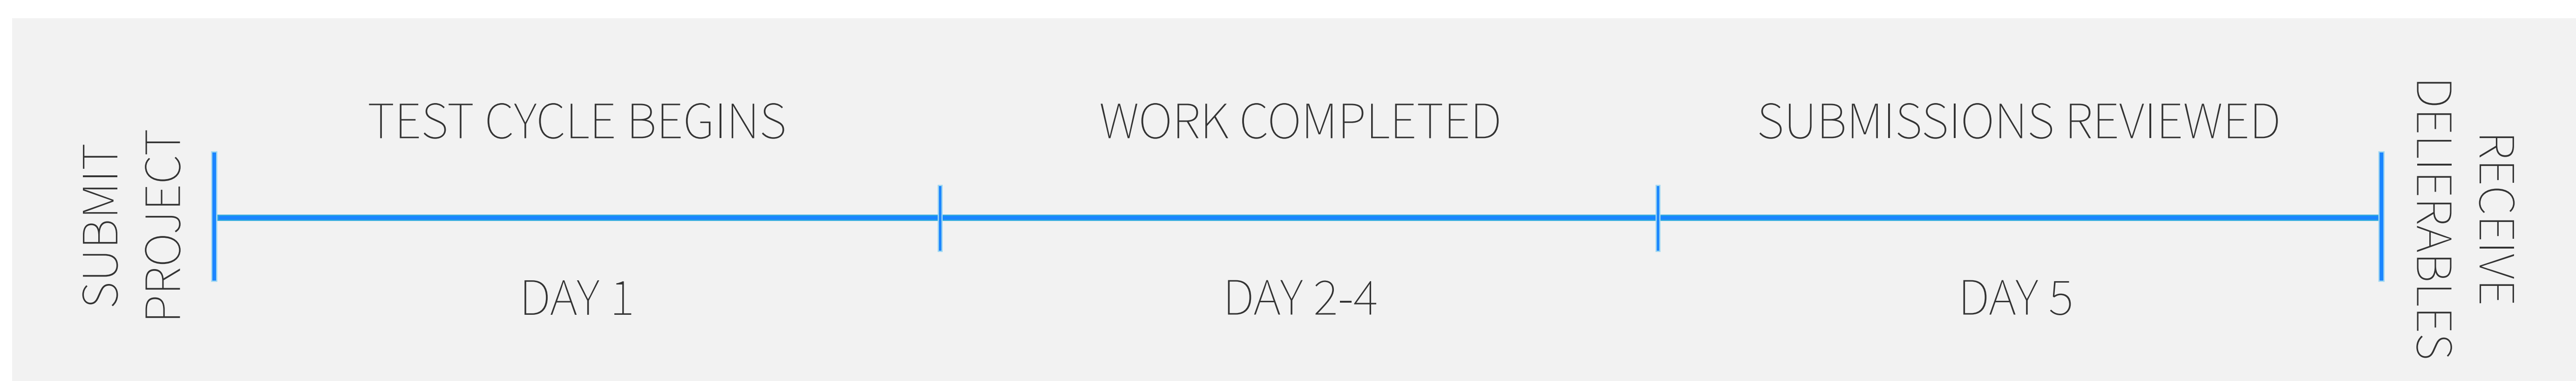 SUBMIT
PROJECT
TEST CYCLE BEGINS
WORK COMPLETED
SUBMISSIONS REVIEWED
DAY 1
DAY 2-4
DAY 5
RECEIVE
DELIERABLES